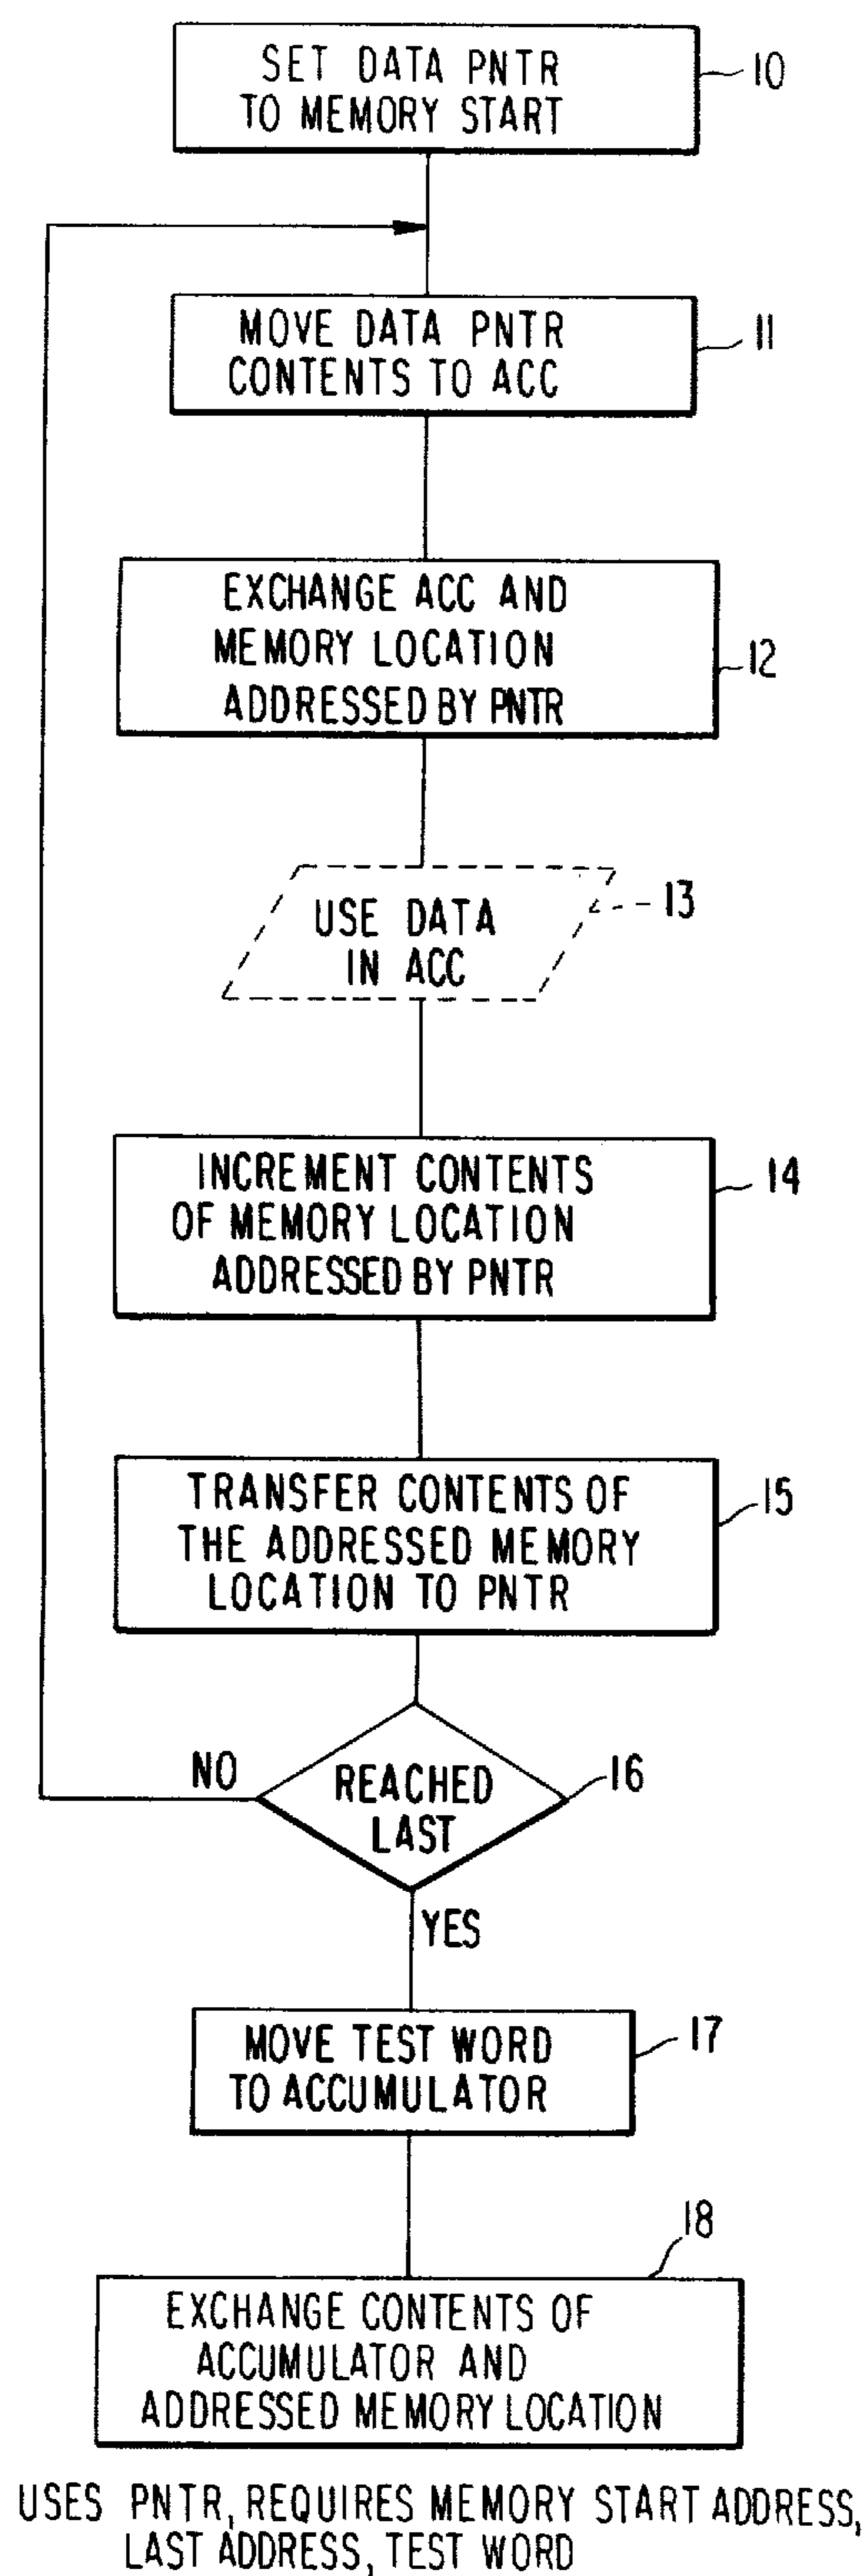 SET DATA PNTR
TO MEMORY START
10
MOVE DATA PNTR
CONTENTS TO ACC
11
EXCHANGE ACC AND
MEMORY LOCATION
ADDRESSED BY PNTR
12
USE DATA
IN ACC
13
INCREMENT CONTENTS
OF MEMORY LOCATION
ADDRESSED BY PNTR
14
TRANSFER CONTENTS OF
THE ADDRESSED MEMORY
LOCATION TO PNTR
15
NO
REACHED
LAST
16
YES
MOVE TEST WORD
TO ACCUMULATOR
17
18
EXCHANGE CONTENTS OF
ACCUMULATOR AND
ADDRESSED MEMORY LOCATION
USES PNTR, REQUIRES MEMORY START ADDRESS,
LAST ADDRESS, TEST WORD